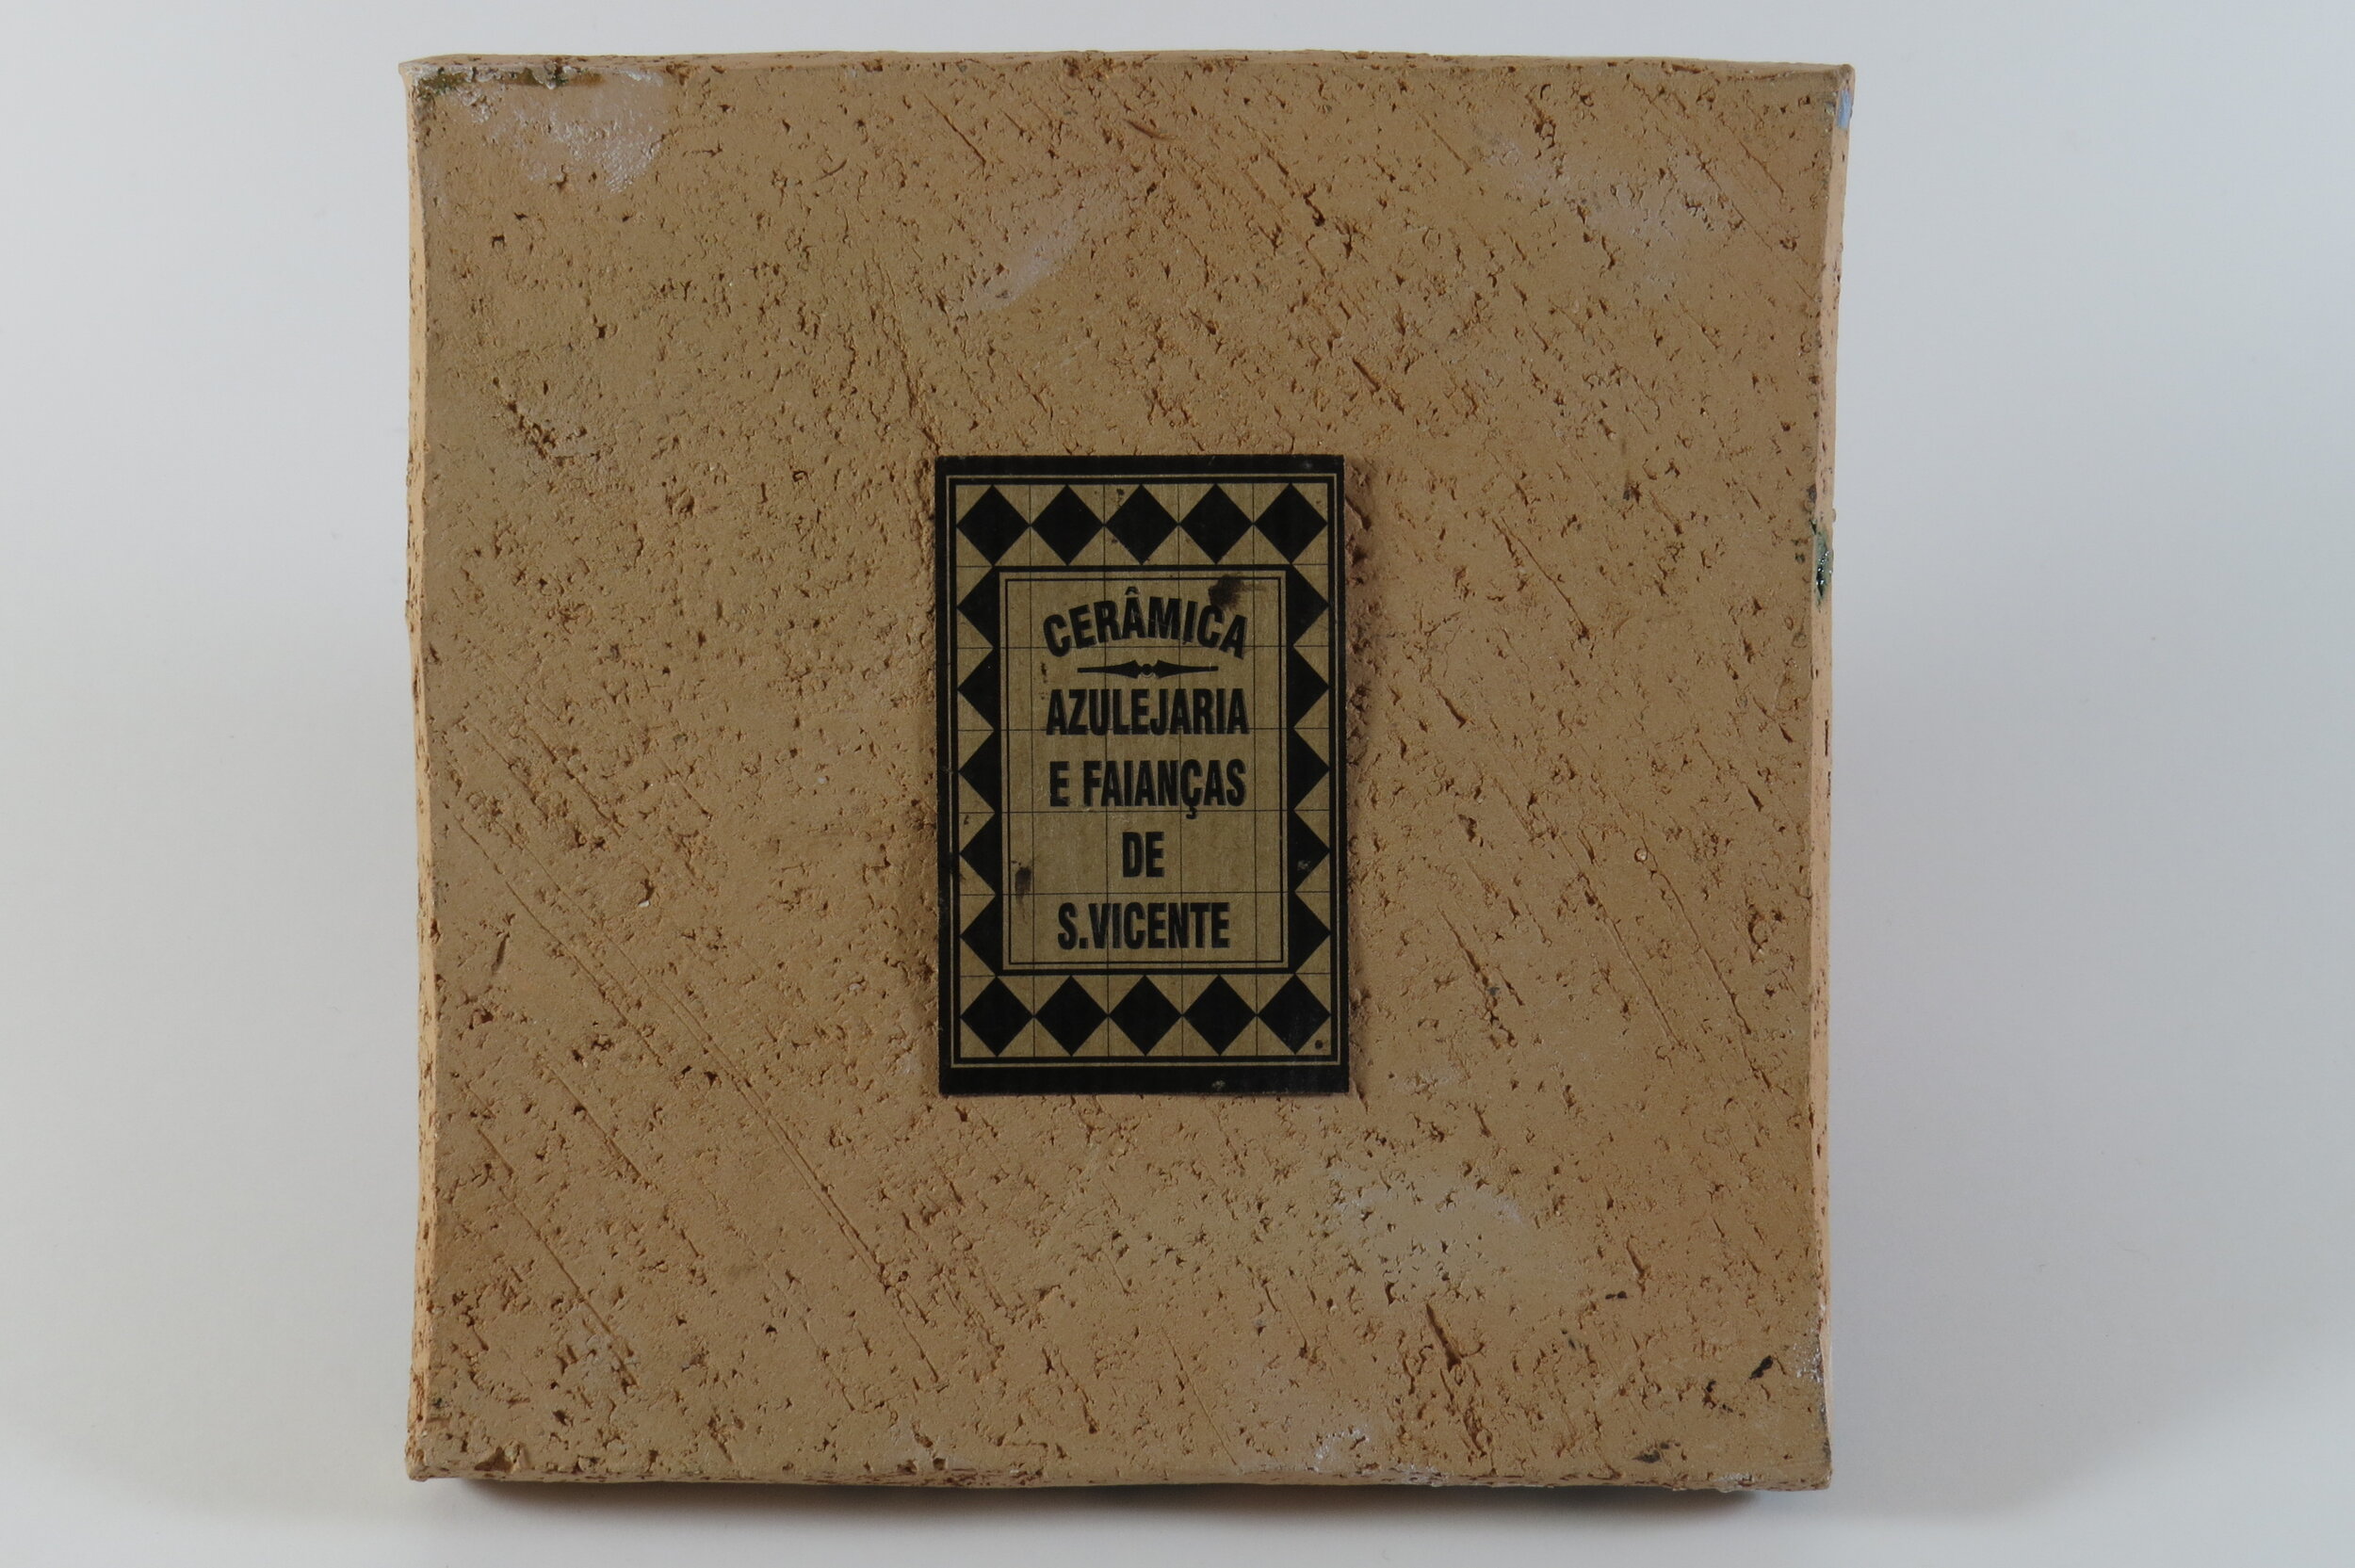 CERÂMICA
AZULEJARIA
E FAIANÇAS
DE
S.VICENTE